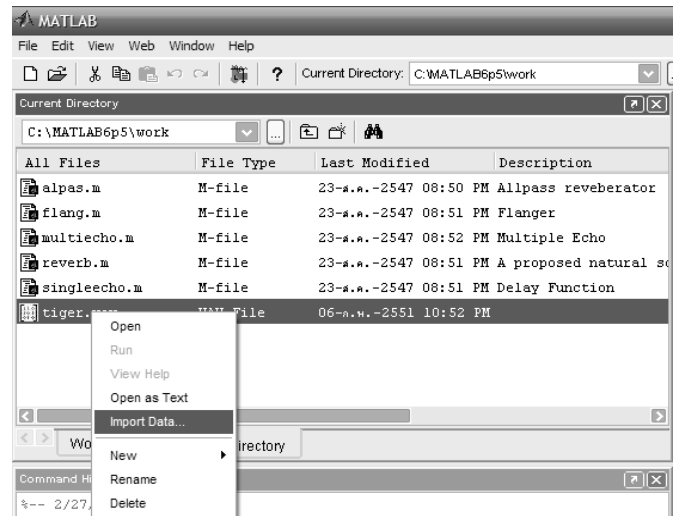 MATLAB
File Edit View Web Window Help
? Current Directory: C:\MATLAB6p5\work
Current Directory
C:\MATLAB6p5\work ...
All Files File Type Last Modified Description
alpas.m M-file 23-ส.ค.-2547 08:50 PM Allpass reveberator
flang.m M-file 23-ส.ค.-2547 08:51 PM Flanger
multiecho.m M-file 23-ส.ค.-2547 08:52 PM Multiple Echo
reverb.m M-file 23-ส.ค.-2547 08:51 PM A proposed natural
singleecho.m M-file 23-ส.ค.-2547 08:51 PM Delay Function
tiger. File 06-ก.พ.-2551 10:52 PM
Open
Run
View Help
Open as Text
Import Data...
Wo irectory
New
Command Hi
Rename
%-- 2/27/
Delete